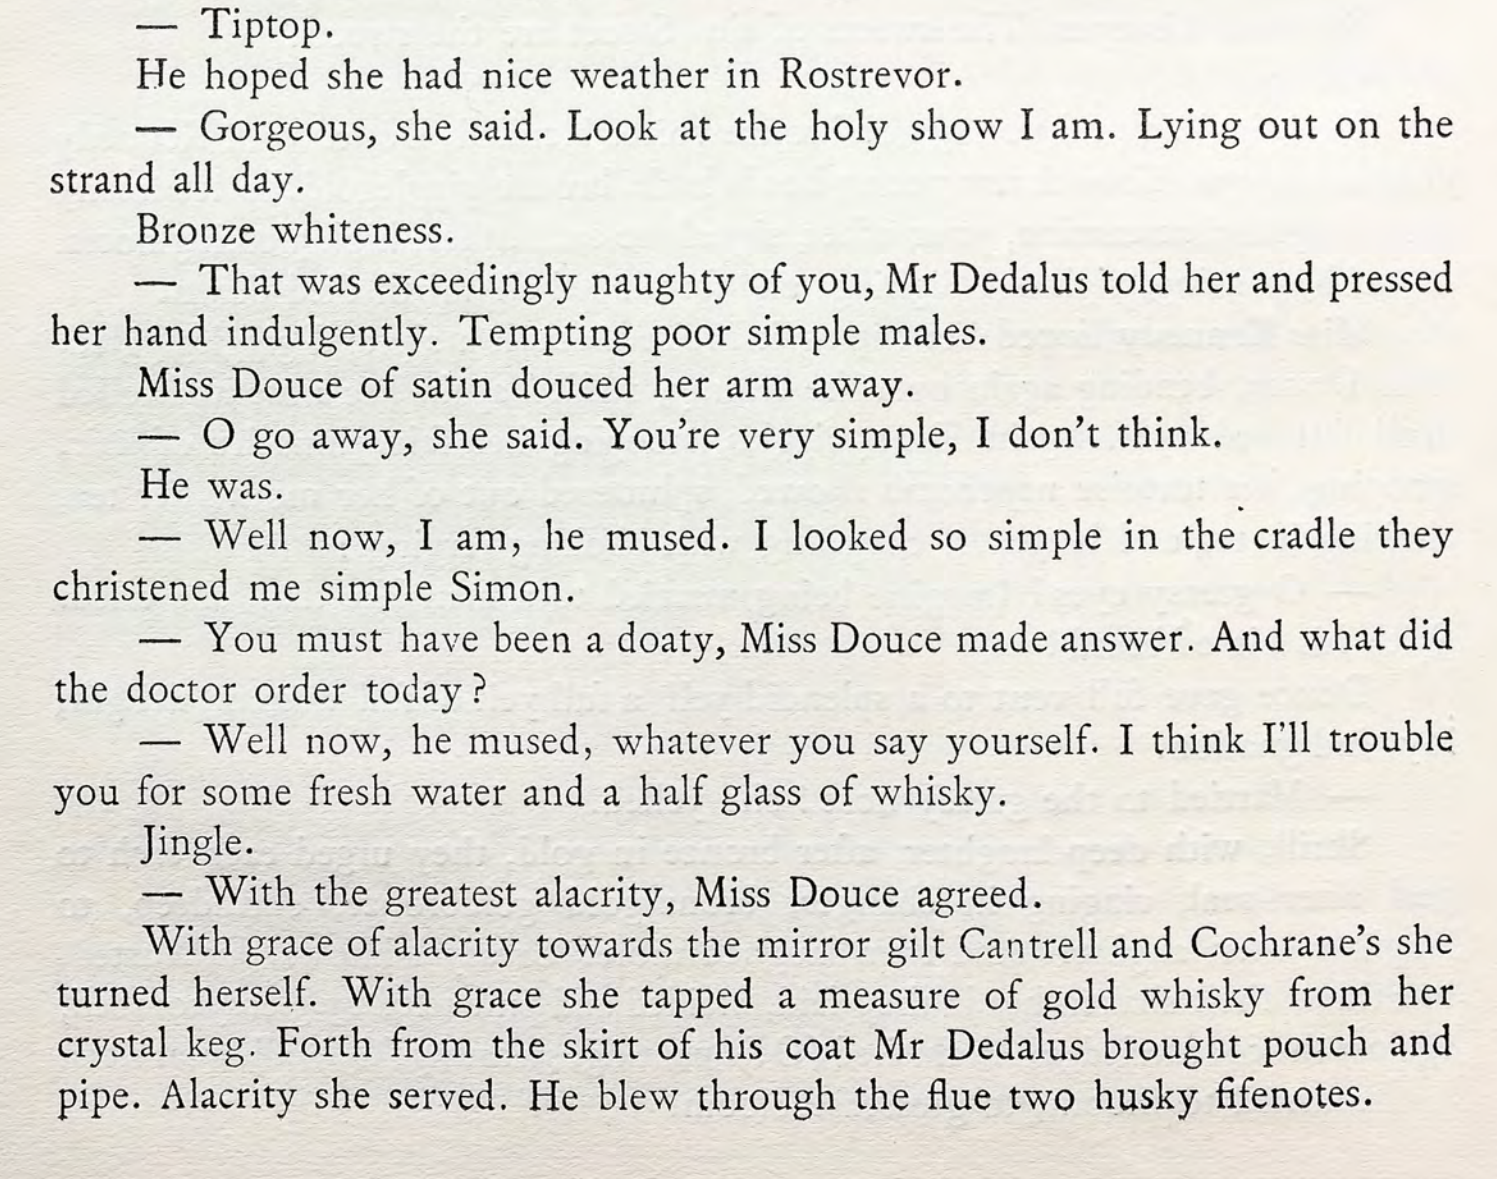 — Tiptop.
He hoped she had nice weather in Rostrevor.
— Gorgeous, she said. Look at the holy show I am. Lying out on the
strand all day.
Bronze whiteness.
— That was exceedingly naughty of you, Mr Dedalus told her and pressed
her hand indulgently. Tempting poor simple males.
Miss Douce of satin douced her arm away.
— O go away, she said. You're very simple, I don't think.
He was.
— Well now, I am, he mused. I looked so simple in the cradle they
christened me simple Simon.
— You must have been a doaty, Miss Douce made answer. And what did
the doctor order today?
— Well now, he mused, whatever you say yourself. I think I'll trouble
you for some fresh water and a half glass of whisky.
Jingle.
— With the greatest alacrity, Miss Douce agreed.
With grace of alacrity towards the mirror gilt Cantrell and Cochrane's she
turned herself. With grace she tapped a measure of gold whisky from her
crystal keg. Forth from the skirt of his coat Mr Dedalus brought pouch and
pipe. Alacrity she served. He blew through the flue two husky fifenotes.